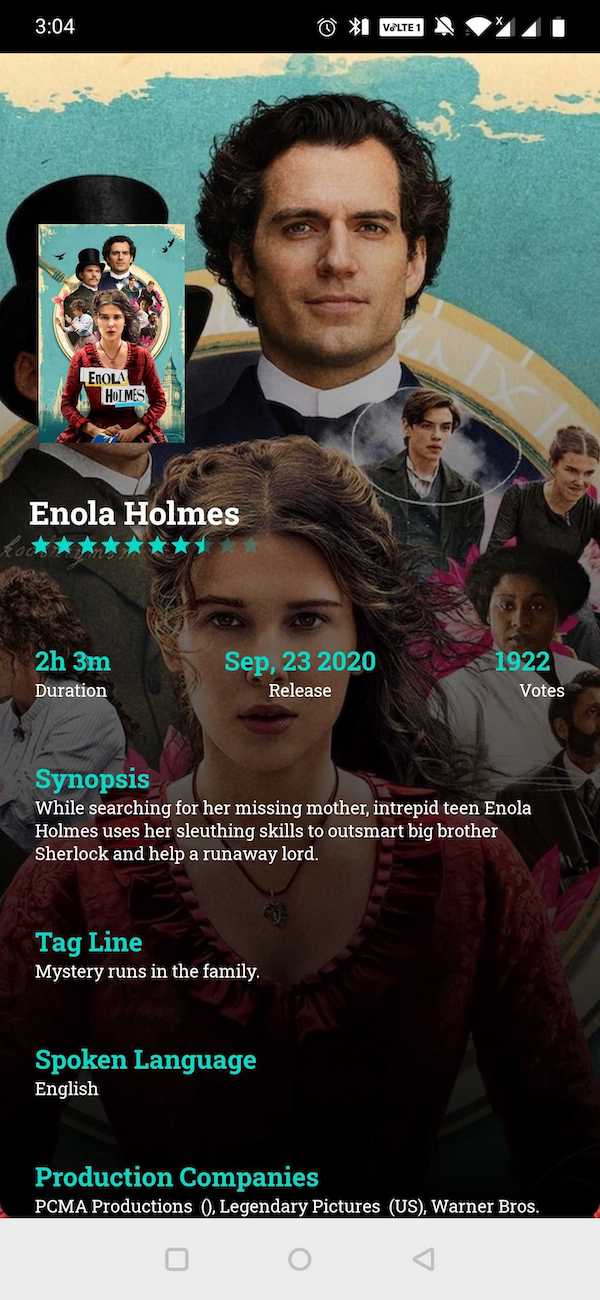 3:04
VoLTE 1
X
ENOLA
HOLMES
Enola Holmes
2h 3m Sep, 23 2020 1922
Duration Release Votes
Synopsis
While searching for her missing mother, intrepid teen Enola
Holmes uses her sleuthing skills to outsmart big brother
Sherlock and help a runaway lord.
Tag Line
Mystery runs in the family.
Spoken Language
English
Production Companies
PCMA Productions (), Legendary Pictures (US), Warner Bros.